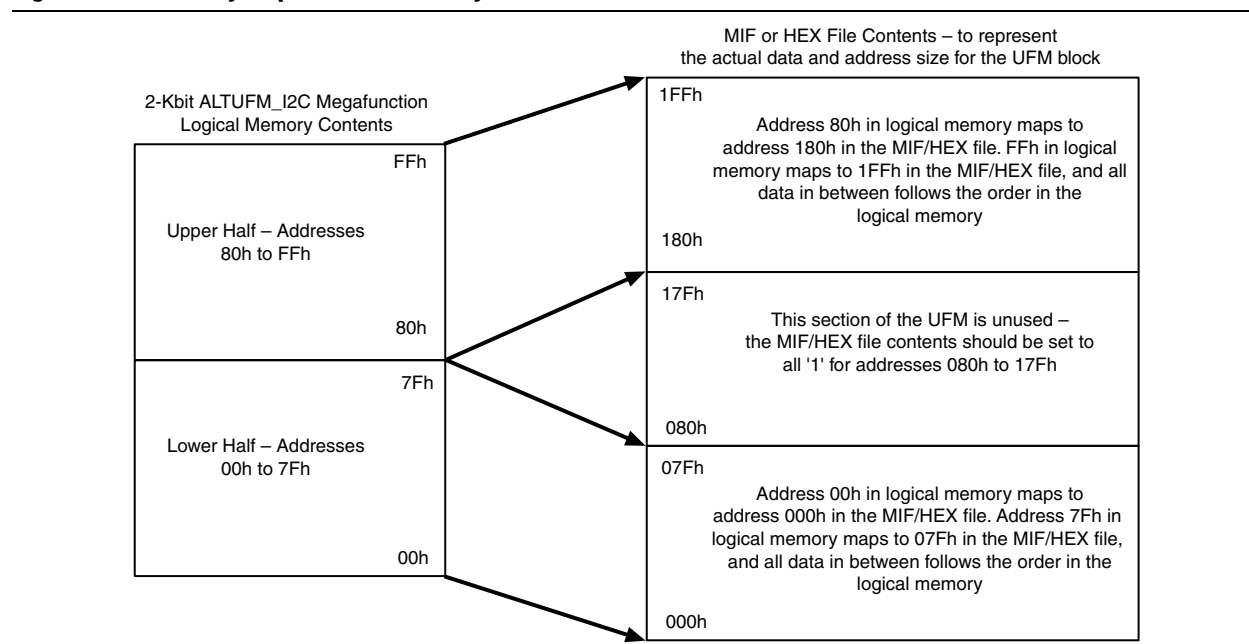 MIF or HEX File Contents – to represent
the actual data and address size for the UFM block
2-Kbit ALTUFM_I2C Megafunction
Logical Memory Contents
FFh
Upper Half – Addresses
80h to FFh
80h
7Fh
Lower Half – Addresses
00h to 7Fh
00h
1FFh
Address 80h in logical memory maps to
address 180h in the MIF/HEX file. FFh in logical
memory maps to 1FFh in the MIF/HEX file, and all
data in between follows the order in the
logical memory
180h
17Fh
This section of the UFM is unused –
the MIF/HEX file contents should be set to
all '1' for addresses 080h to 17Fh
080h
07Fh
Address 00h in logical memory maps to
address 000h in the MIF/HEX file. Address 7Fh in
logical memory maps to 07Fh in the MIF/HEX file,
and all data in between follows the order in the
logical memory
000h